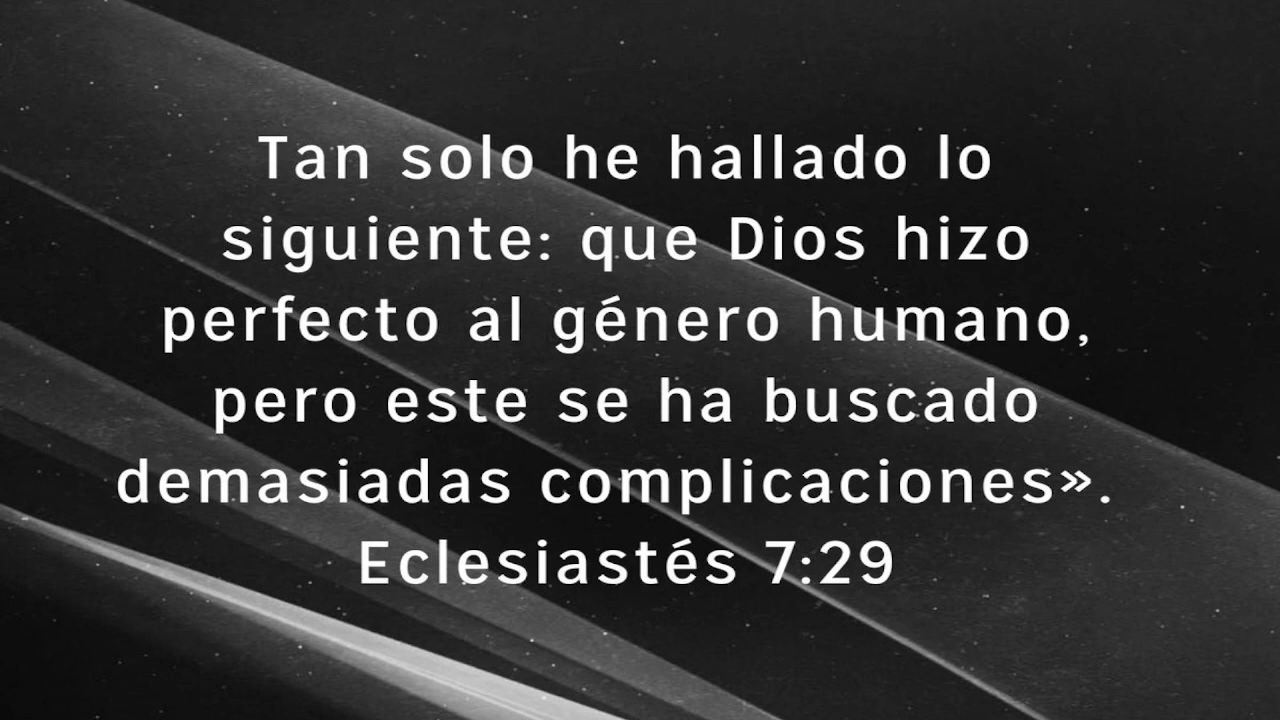 Tan solo he hallado lo
siguiente: que Dios hizo
perfecto al género humano,
pero este se ha buscado
demasiadas complicaciones».
Eclesiastés 7:29